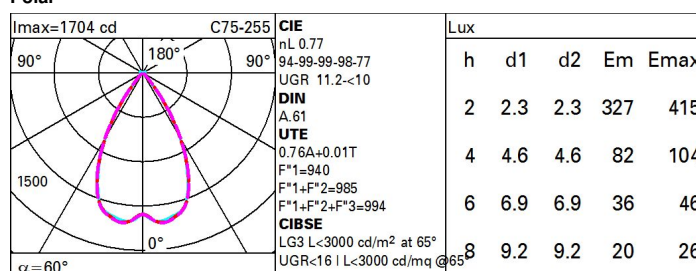 Polar
Imax=1704 cd C75-255
90° 180° 90°
1500
0°
α=60°
CIE
nL 0.77
94-99-99-98-77
UGR 11.2-<10
DIN
A.61
UTE
0.76A+0.01T
F"1=940
F"1+F"2=985
F"1+F"2+F"3=994
CIBSE
LG3 L<3000 cd/m² at 65°
UGR<16 | L<3000 cd/mq @65°
Lux
h d1 d2 Em Emax
2 2.3 2.3 327 415
4 4.6 4.6 82 104
6 6.9 6.9 36 46
8 9.2 9.2 20 26